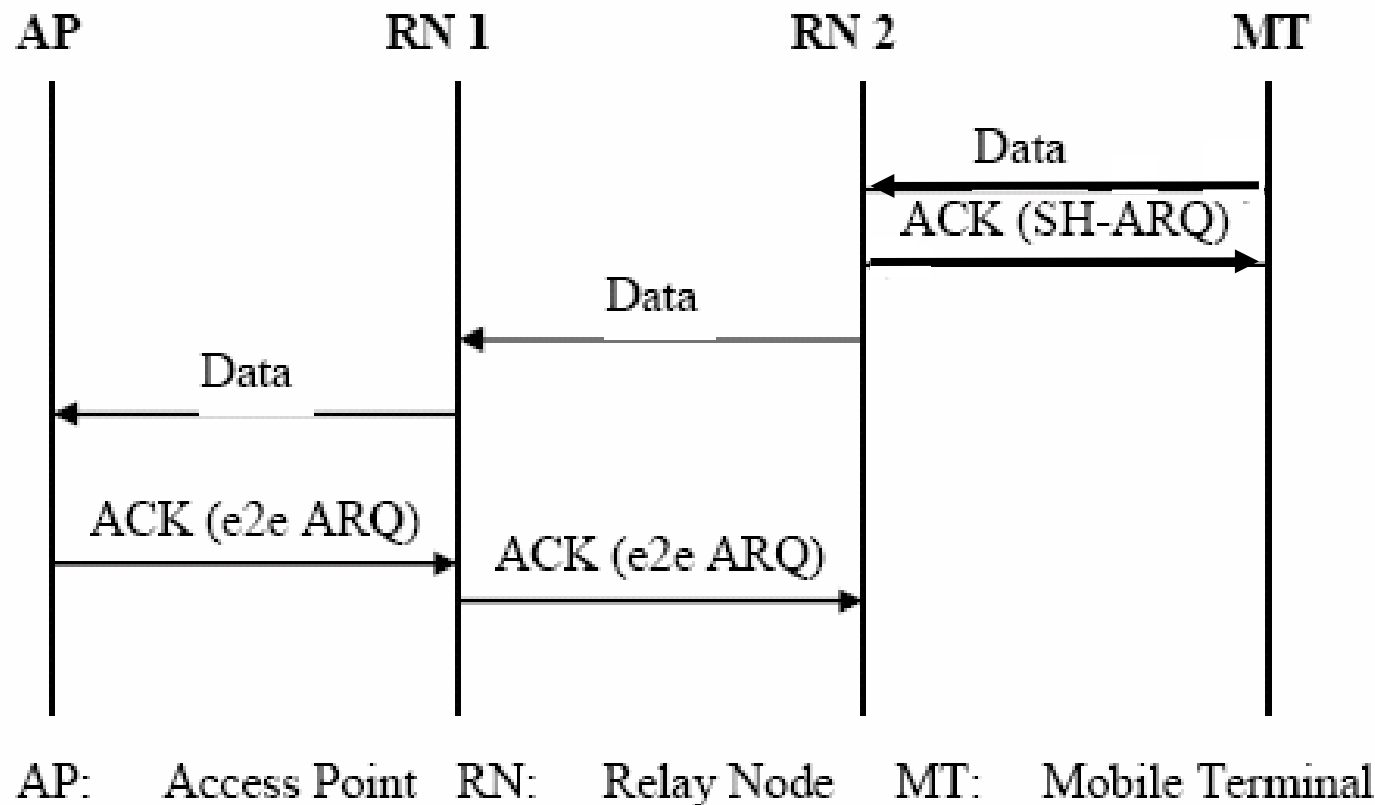 AP RN 1 RN 2 MT
Data
ACK (SH-ARQ)
Data
Data
ACK (e2e ARQ)
ACK (e2e ARQ)
AP: Access Point RN: Relay Node MT: Mobile Terminal